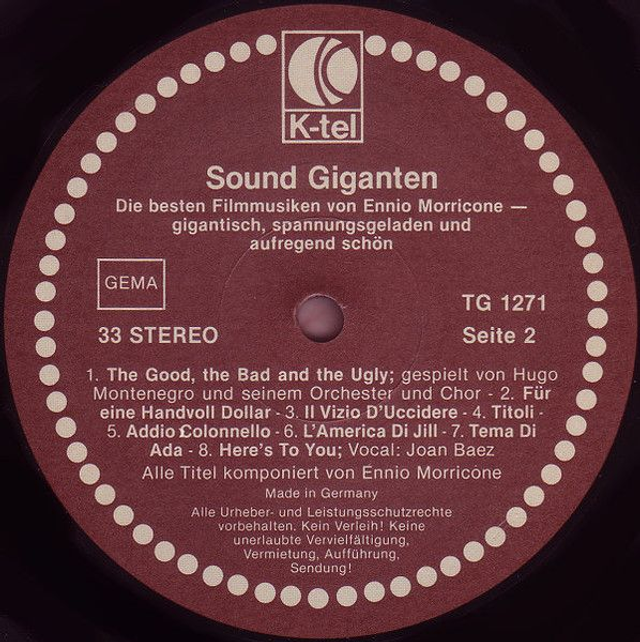 K-tel
Sound Giganten
Die besten Filmmusiken von Ennio Morricone —
gigantisch, spannungsgeladen und
aufregend schön
GEMA
TG 1271
33 STEREO
Seite 2
1. The Good, the Bad and the Ugly; gespielt von Hugo
Montenegro und seinem Orchester und Chor - 2. Für
eine Handvoll Dollar - 3. Il Vizio D'Uccidere - 4. Titoli -
5. Addio Colonnello - 6. L'America Di Jill - 7. Tema Di
Ada - 8. Here's To You; Vocal: Joan Baez
Alle Titel komponiert von Ennio Morricone
Made in Germany
Alle Urheber- und Leistungsschutzrechte
vorbehalten. Kein Verleih! Keine
unerlaubte Vervielfältigung,
Vermietung, Aufführung,
Sendung!